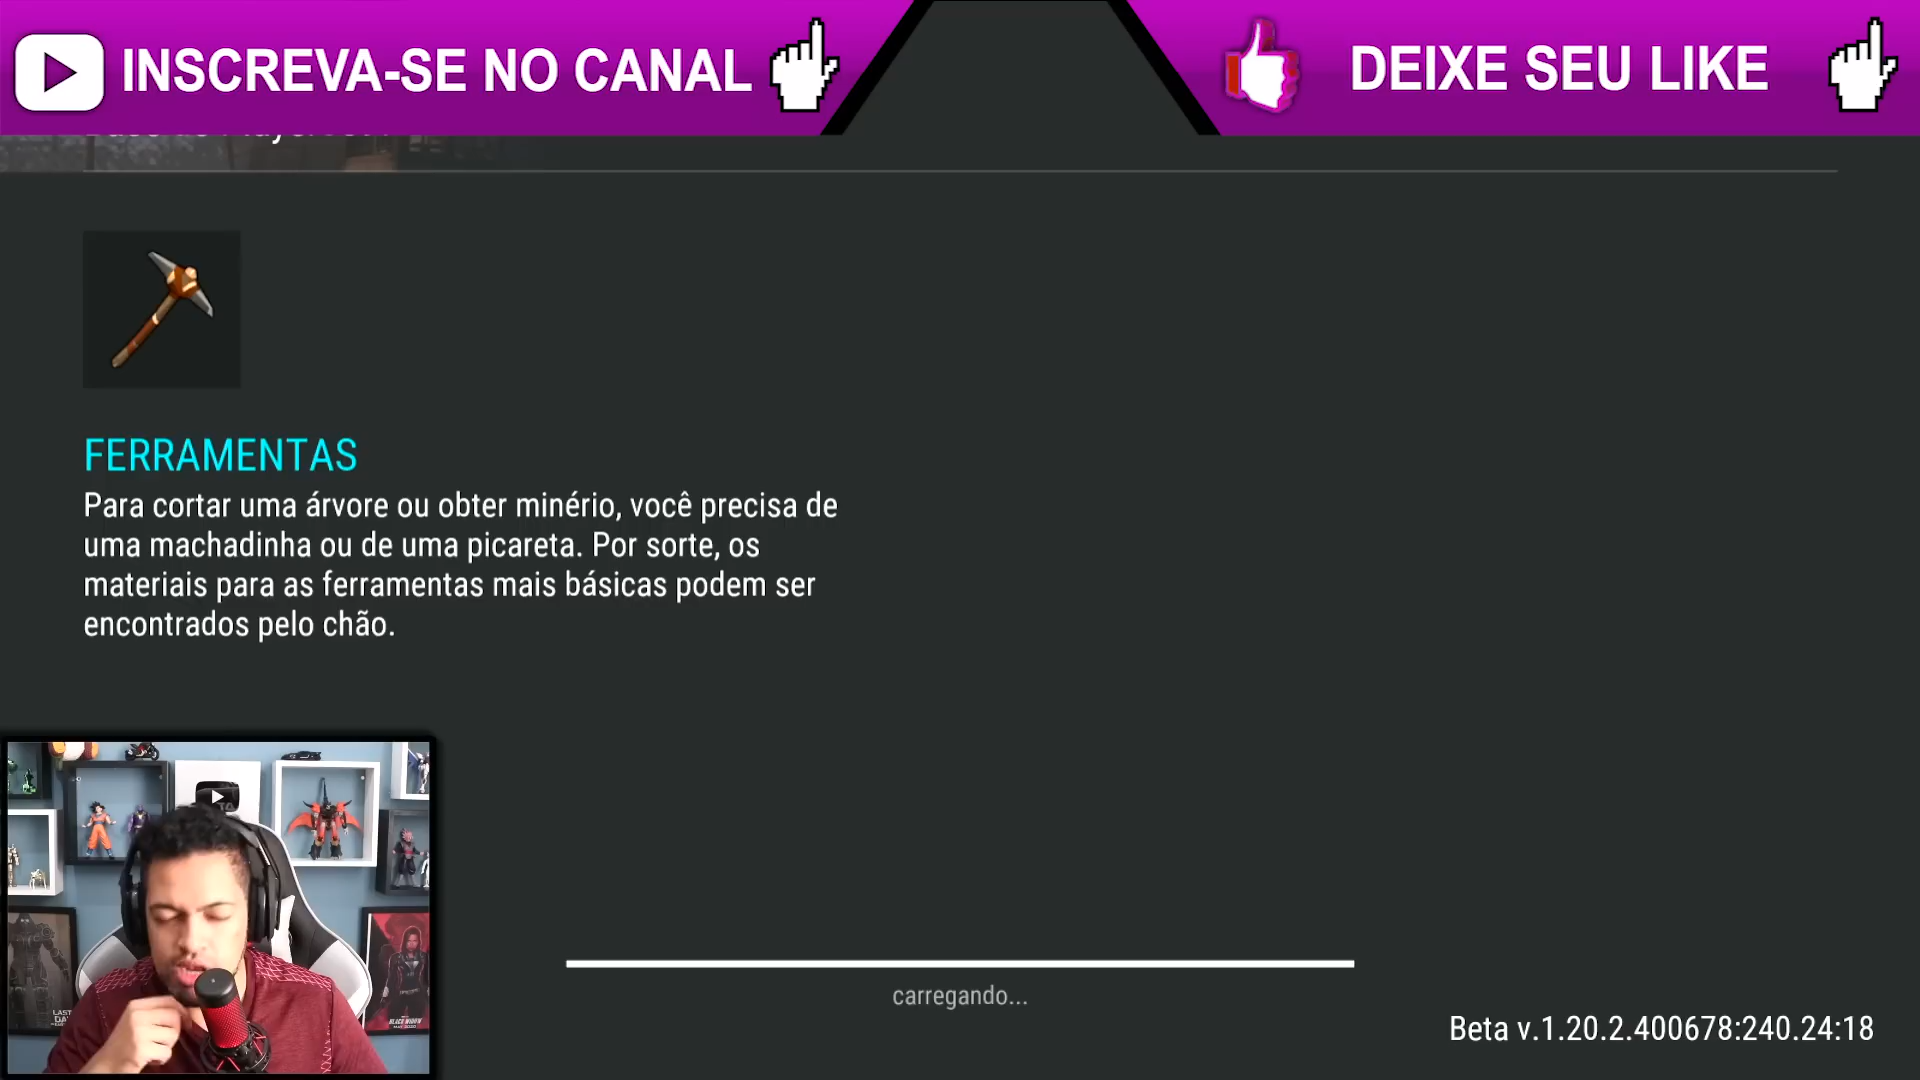 INSCREVA-SE NO CANAL
DEIXE SEU LIKE
FERRAMENTAS
Para cortar uma árvore ou obter minério, você precisa de
uma machadinha ou de uma picareta. Por sorte, os
materiais para as ferramentas mais básicas podem ser
encontrados pelo chão.
BLACK WIDOW
carregando...
Beta v.1.20.2.400678:240.24:18